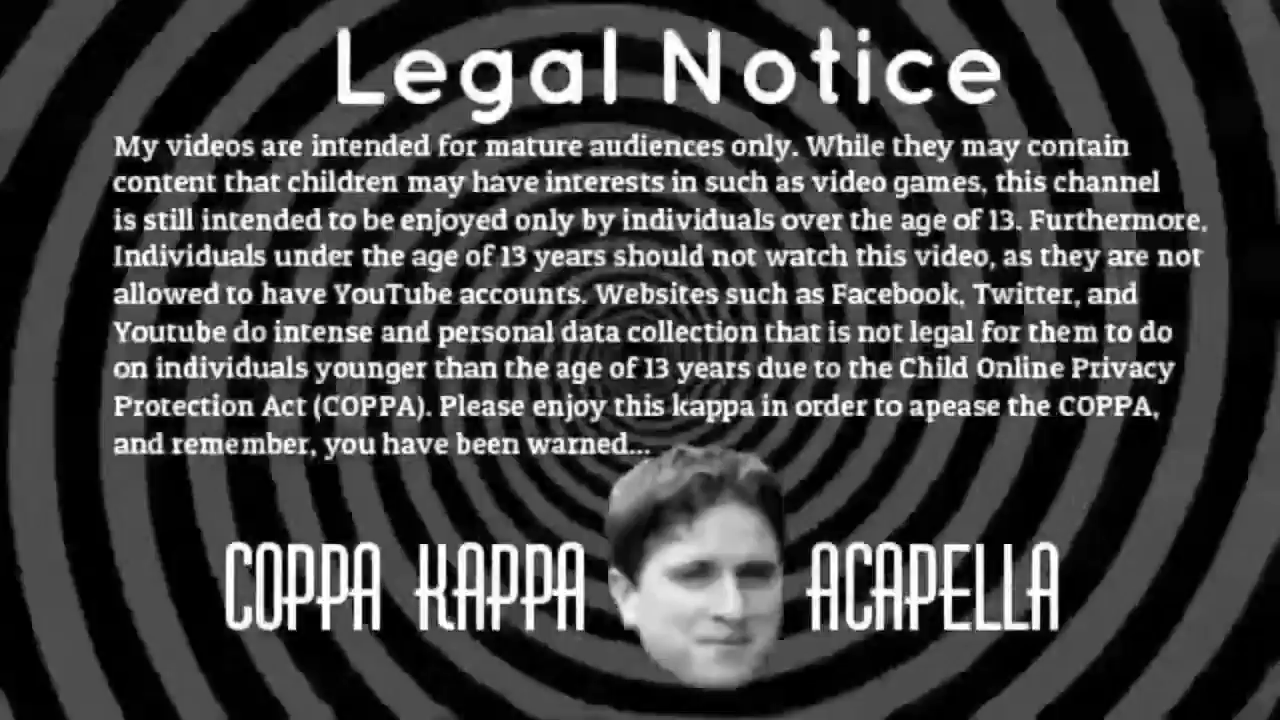 Legal Notice
My videos are intended for mature audiences only. While they may contain
content that children may have interests in such as video games, this channel
is still intended to be enjoyed only by individuals over the age of 13. Furthermore,
Individuals under the age of 13 years should not watch this video, as they are not
allowed to have YouTube accounts. Websites such as Facebook, Twitter, and
Youtube do intense and personal data collection that is not legal for them to do
on individuals younger than the age of 13 years due to the Child Online Privacy
Protection Act (COPPA). Please enjoy this kappa in order to apease the COPPA,
and remember, you have been warned...
COPPA KAPPA ACAPELLA